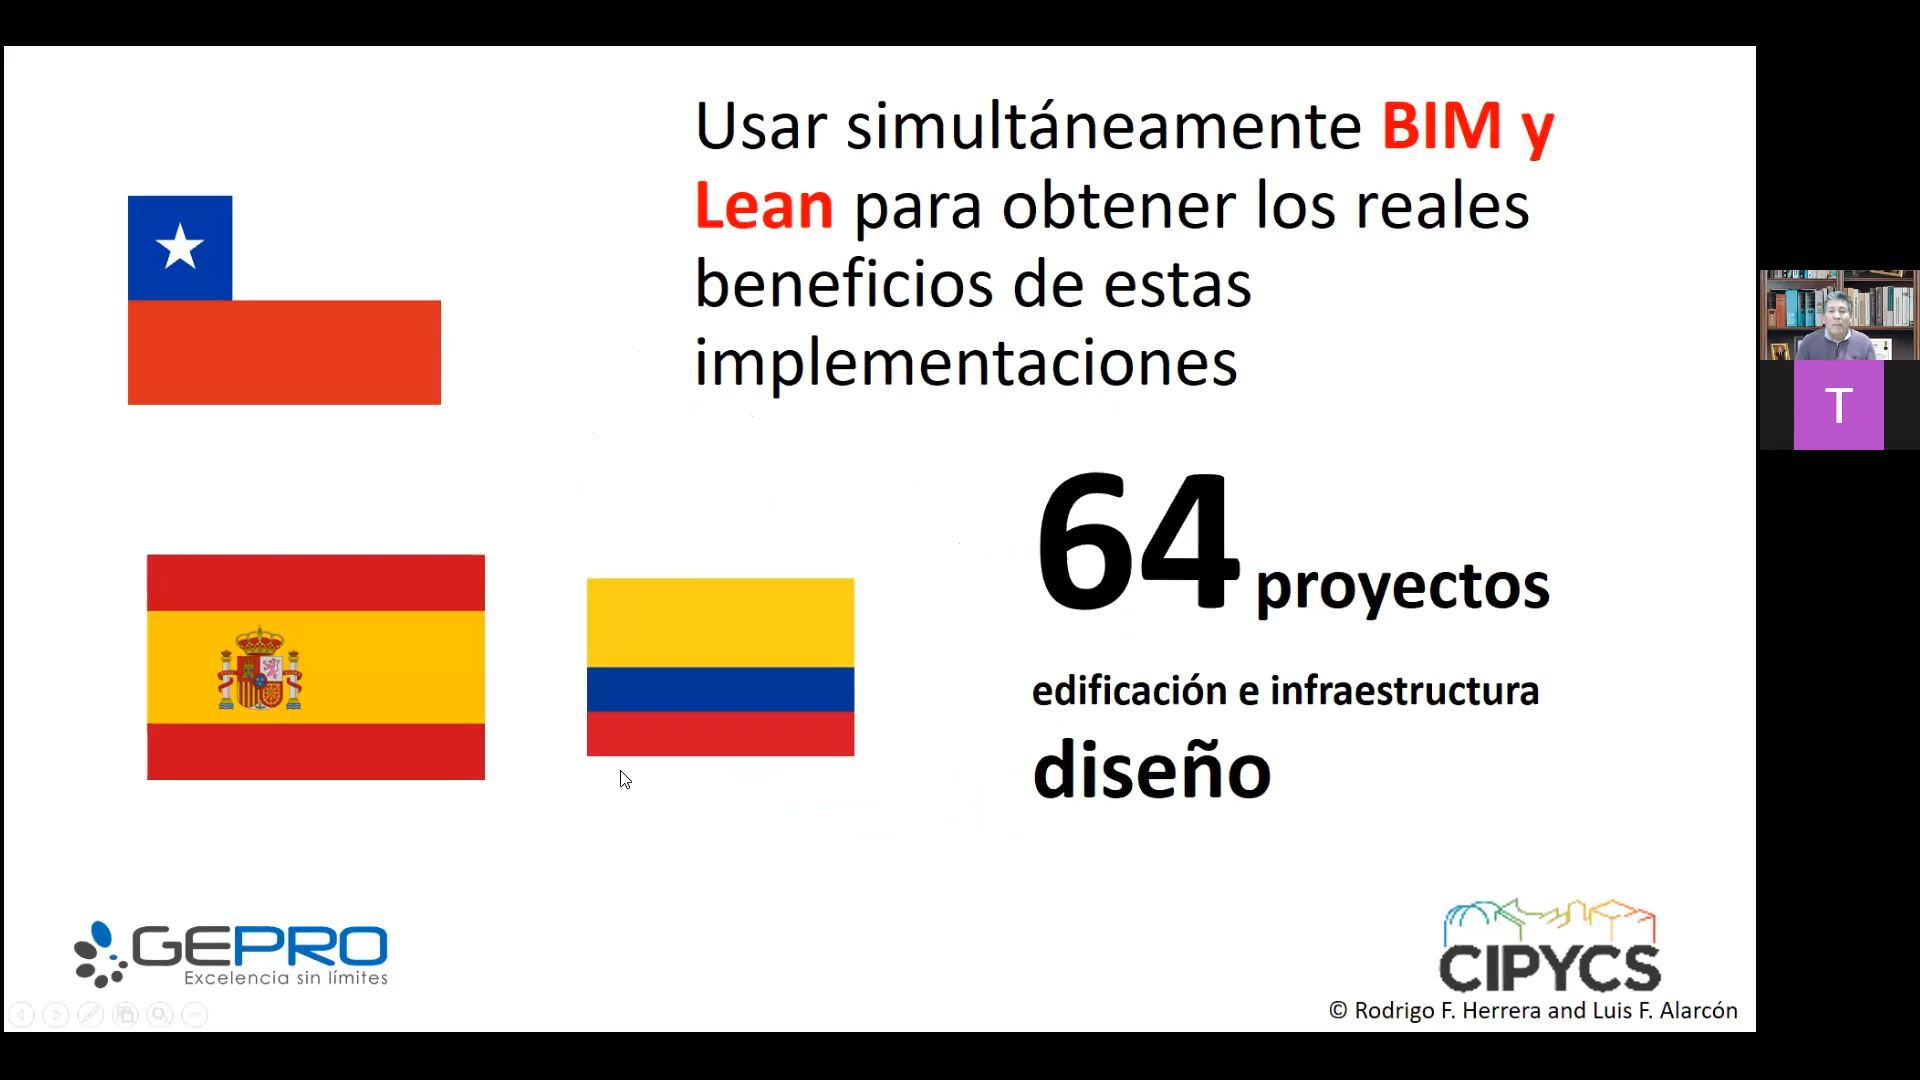 Usar simultáneamente BIM y
Lean para obtener los reales
beneficios de estas
implementaciones
64 proyectos
edificación e infraestructura
diseño
GEPRO
Excelencia sin límites
CIPYCS
© Rodrigo F. Herrera and Luis F. Alarcón
T